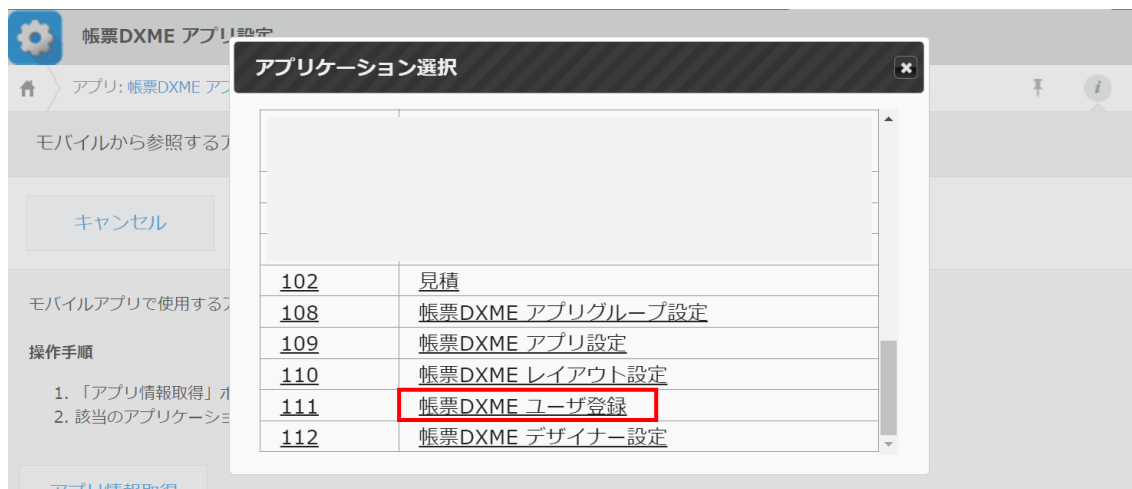 帳票DXME アプリ設定
アプリケーション選択
アプリ: 帳票DXME アプ
モバイルから参照するア
キャンセル
モバイルアプリで使用するア
操作手順
1. 「アプリ情報取得」ボ
2. 該当のアプリケーショ
アプリ情報取得
102 見積
108 帳票DXME アプリグループ設定
109 帳票DXME アプリ設定
110 帳票DXME レイアウト設定
111 帳票DXME ユーザ登録
112 帳票DXME デザイナー設定